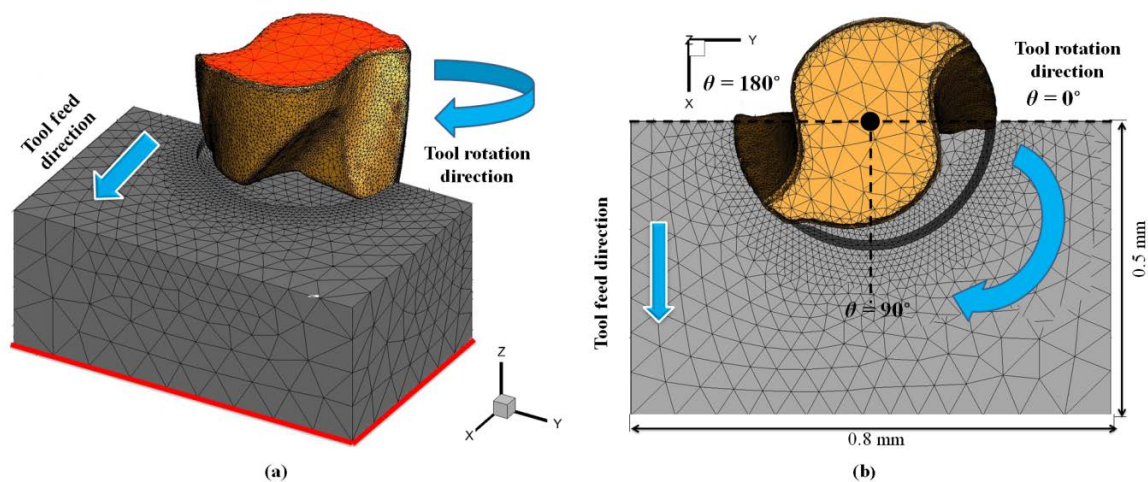 Tool feed
direction
Tool rotation
direction
Z
Y
X
(a)
Z
Y
X
θ = 180°
Tool rotation
direction
θ = 0°
Tool feed direction
θ = 90°
0.5 mm
0.8 mm
(b)